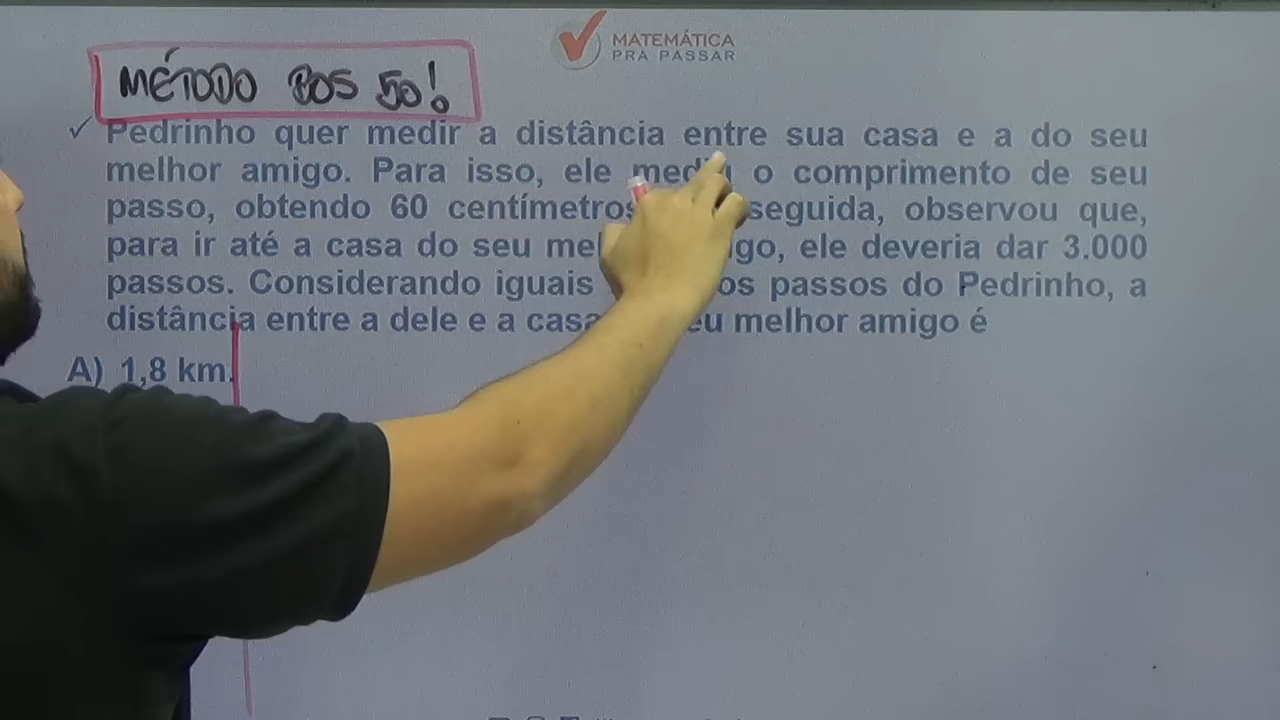 MATEMÁTICA
PRA PASSAR
MÉTODO DOS 50!
✓ Pedrinho quer medir a distância entre sua casa e a do seu
melhor amigo. Para isso, ele o comprimento de seu
passo, obtendo 60 centímetros seguida, observou que,
para ir até a casa do seu ele deveria dar 3.000
passos. Considerando iguais passos do Pedrinho, a
distância entre a dele e a casa melhor amigo é
A) 1,8 km.